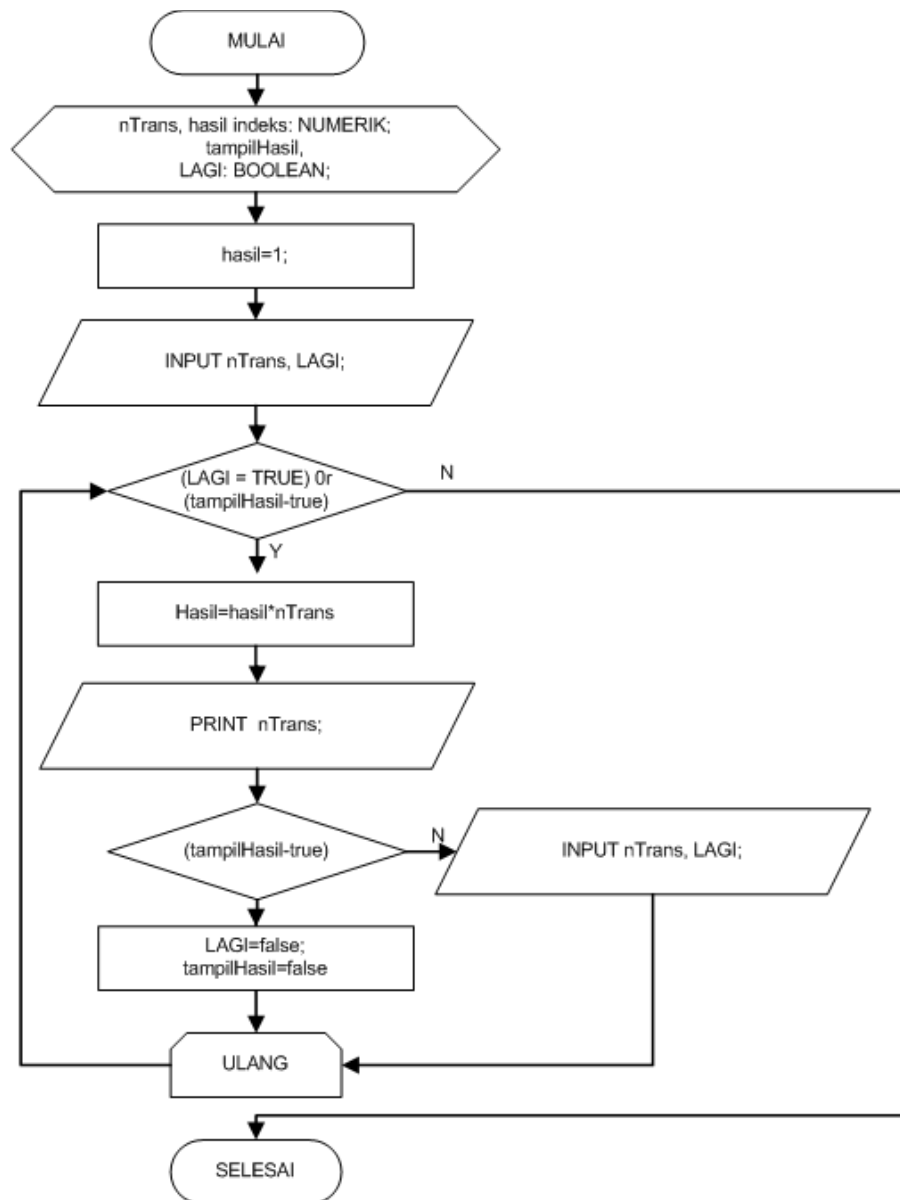 MULAI
nTrans, hasil indeks: NUMERIK;
tampilHasil,
LAGI: BOOLEAN;
hasil=1;
INPUT nTrans, LAGI;
(LAGI = TRUE) 0r
(tampilHasil-true)
N
Y
Hasil=hasil*nTrans
PRINT nTrans;
(tampilHasil-true)
N
INPUT nTrans, LAGI;
LAGI=false;
tampilHasil=false
ULANG
SELESAI